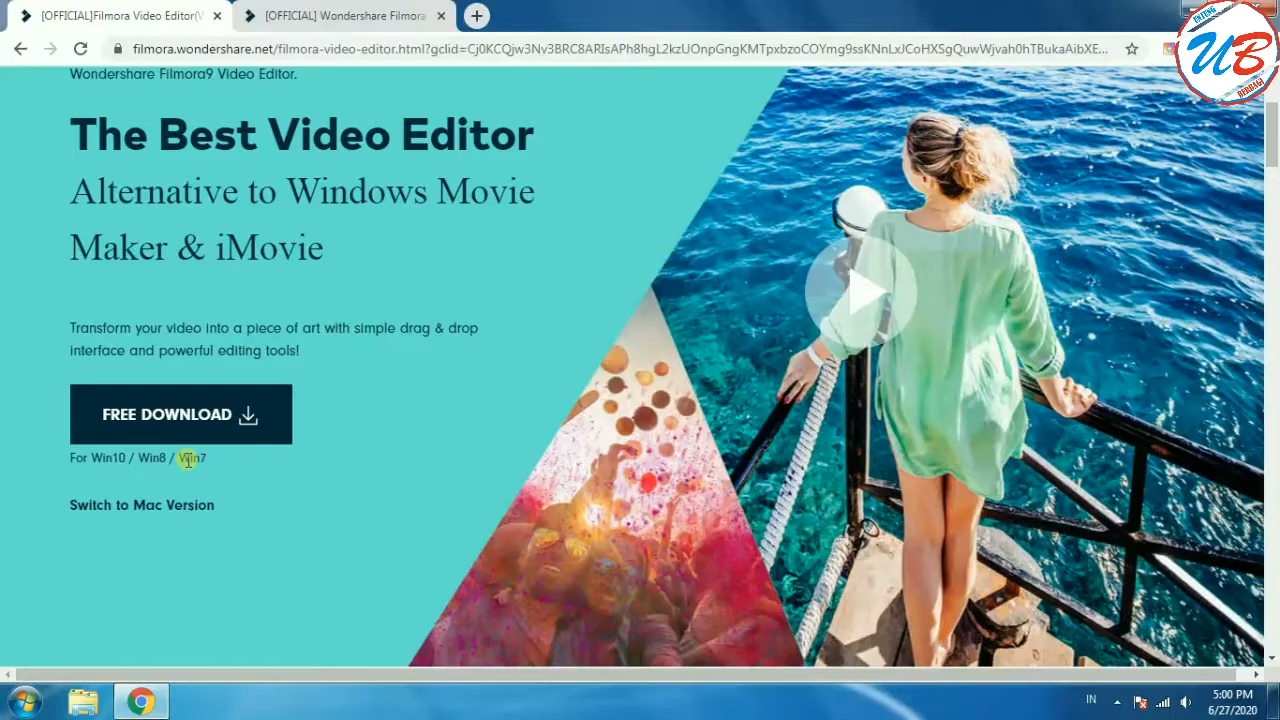 [OFFICIAL]Filmora Video Editor(V
[OFFICIAL] Wondershare Filmora
filmora.wondershare.net/filmora-video-editor.html?gclid=Cj0KCQjw3Nv3BRC8ARIsAPh8hgL2kzUOnpGngKMTpxbzoCOYmg9ssKNnLxJCoHXSgQuwWjvah0hTBukaAibXE...
ENTENG
UB
BERBAGI
Wondershare Filmora9 Video Editor.
The Best Video Editor
Alternative to Windows Movie
Maker & iMovie
Transform your video into a piece of art with simple drag & drop
interface and powerful editing tools!
FREE DOWNLOAD
For Win10 / Win8 / Win7
Switch to Mac Version
IN
5:00 PM
6/27/2020